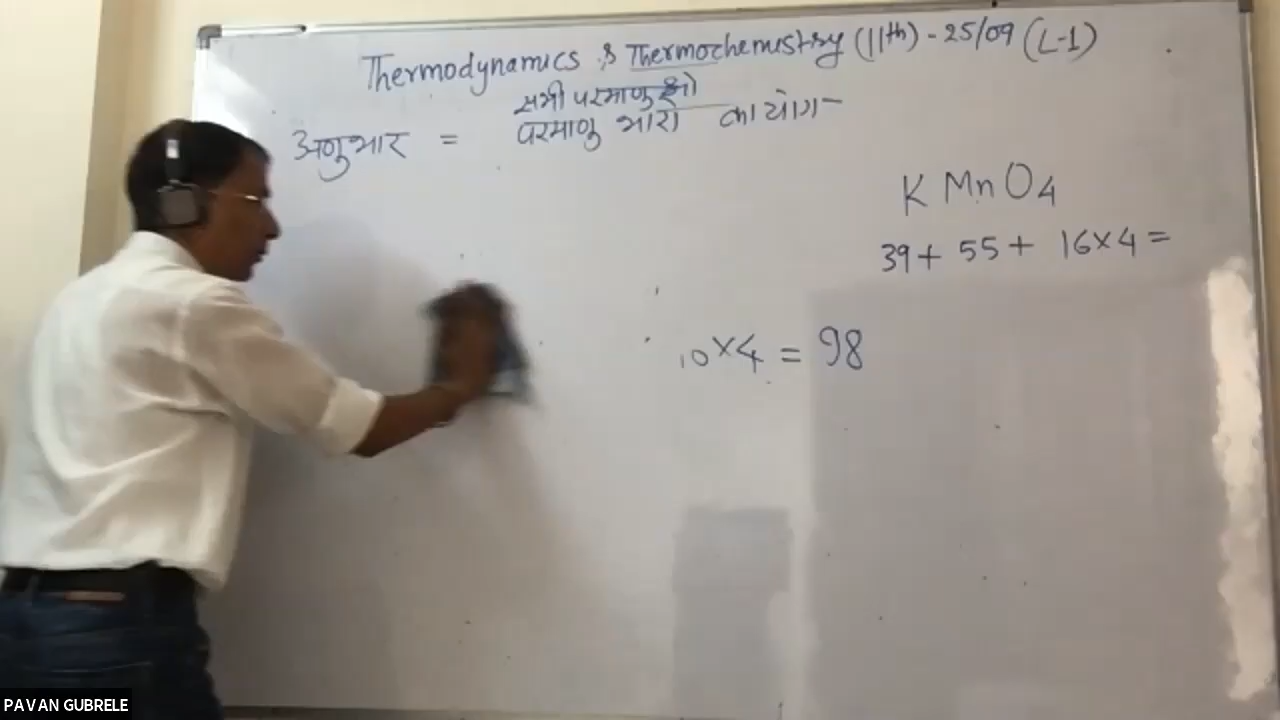 Thermodynamics & Thermochemistry (11th) - 25/09 (L-1)
सभी परमाणुओ
अणुभार = परमाणु भारो का योग -
K Mn O4
39 + 55 + 16×4 =
10×4 = 98
PAVAN GUBRELE